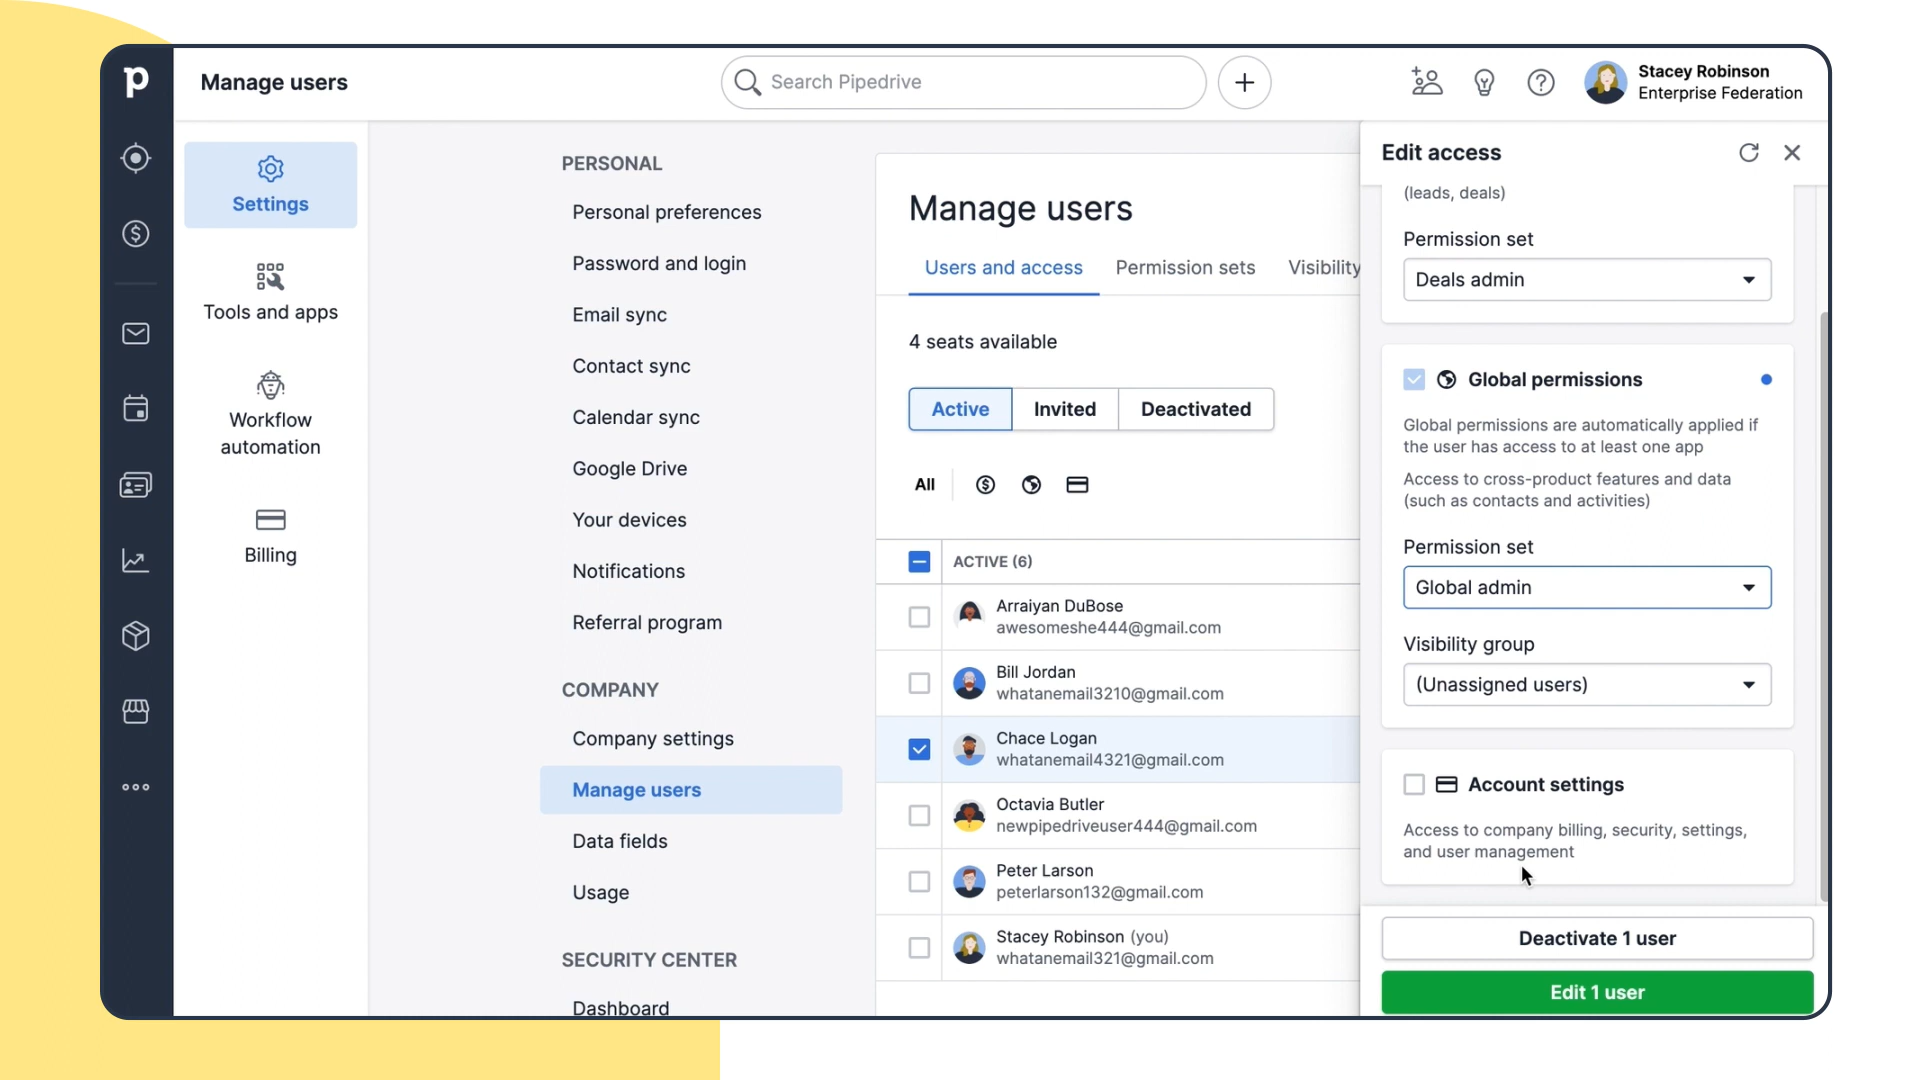 p
Manage users
Search Pipedrive
Stacey Robinson
Enterprise Federation
Settings
Tools and apps
Workflow
automation
Billing
PERSONAL
Personal preferences
Password and login
Email sync
Contact sync
Calendar sync
Google Drive
Your devices
Notifications
Referral program
COMPANY
Company settings
Manage users
Data fields
Usage
SECURITY CENTER
Dashboard
Manage users
Users and access
Permission sets
Visibility
4 seats available
Active
Invited
Deactivated
All
ACTIVE (6)
Arraiyan DuBose
awesomeshe444@gmail.com
Bill Jordan
whatanemail3210@gmail.com
Chace Logan
whatanemail4321@gmail.com
Octavia Butler
newpipedriveuser444@gmail.com
Peter Larson
peterlarson132@gmail.com
Stacey Robinson (you)
whatanemail321@gmail.com
Edit access
(leads, deals)
Permission set
Deals admin
Global permissions
Global permissions are automatically applied if
the user has access to at least one app
Access to cross-product features and data
(such as contacts and activities)
Permission set
Global admin
Visibility group
(Unassigned users)
Account settings
Access to company billing, security, settings,
and user management
Deactivate 1 user
Edit 1 user